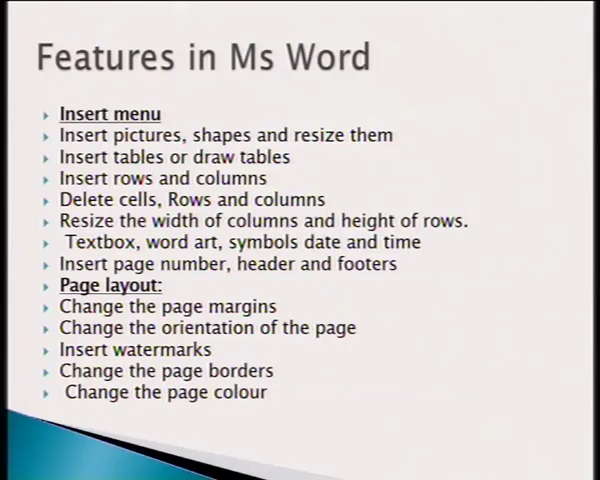 Features in Ms Word
Insert menu
Insert pictures, shapes and resize them
Insert tables or draw tables
Insert rows and columns
Delete cells, Rows and columns
Resize the width of columns and height of rows.
Textbox, word art, symbols date and time
Insert page number, header and footers
Page layout:
Change the page margins
Change the orientation of the page
Insert watermarks
Change the page borders
Change the page colour